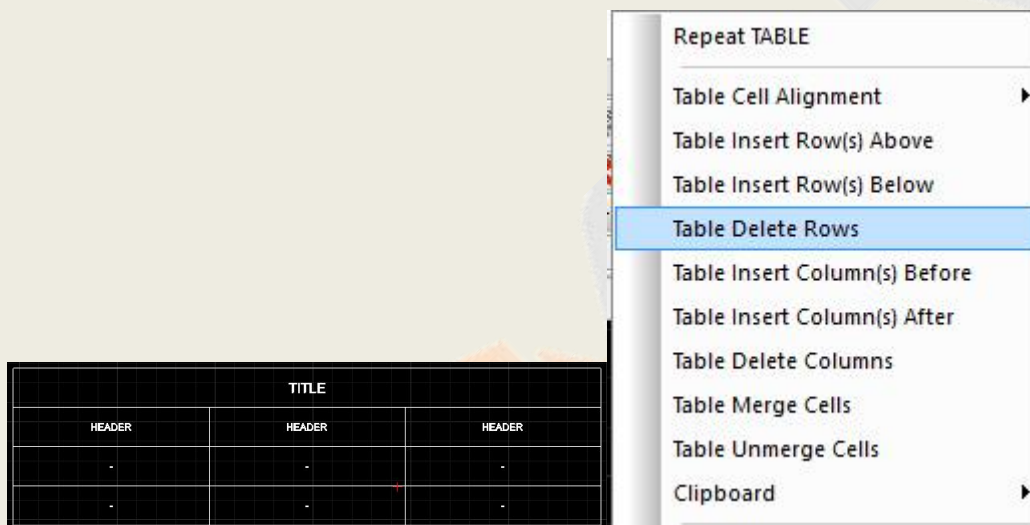 Repeat TABLE
Table Cell Alignment
Table Insert Row(s) Above
Table Insert Row(s) Below
Table Delete Rows
Table Insert Column(s) Before
Table Insert Column(s) After
Table Delete Columns
Table Merge Cells
Table Unmerge Cells
Clipboard
TITLE
HEADER HEADER HEADER
- - -
- - -